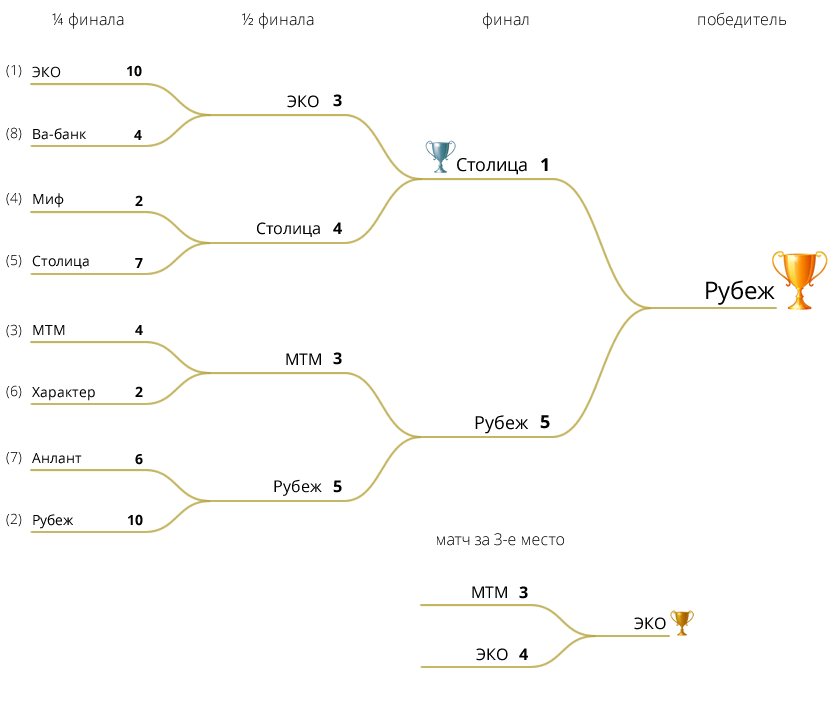 ¼ финала ½ финала финал победитель
(1) ЭКО 10
ЭКО 3
(8) Ва-банк 4
Столица 1
(4) Миф 2
Столица 4
(5) Столица 7
Рубеж
(3) МТМ 4
МТМ 3
(6) Характер 2
Рубеж 5
(7) Анлант 6
Рубеж 5
(2) Рубеж 10
матч за 3-е место
МТМ 3
ЭКО
ЭКО 4